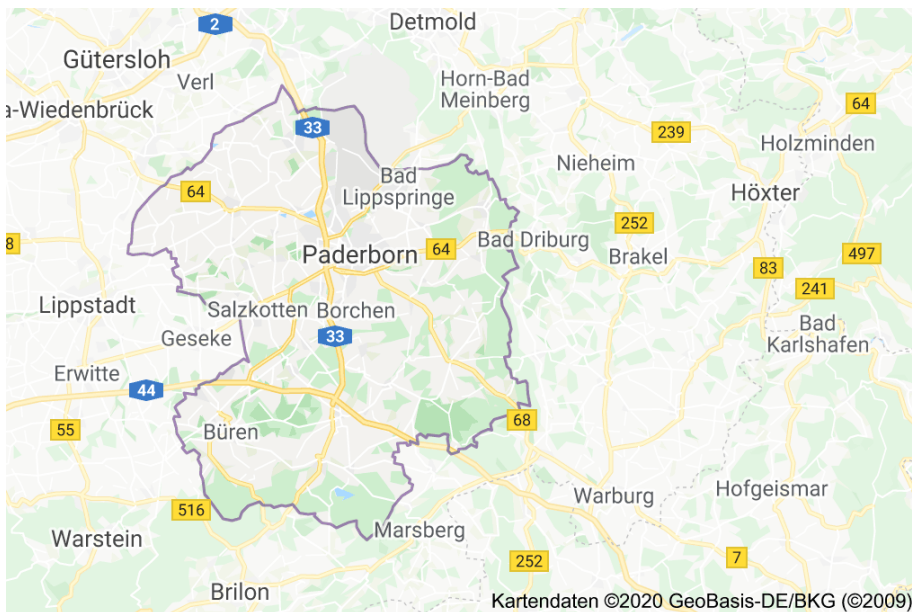 Detmold
2
Gütersloh
Verl
Horn-Bad
Meinberg
a-Wiedenbrück
64
33
239
Holzminden
Nieheim
Bad
Lippspringe
64
Höxter
252
Paderborn
64
Bad Driburg
8
Brakel
497
83
241
Lippstadt
Salzkotten
Borchen
33
Geseke
Bad
Karlshafen
Erwitte
44
68
55
Büren
Warburg
Hofgeismar
516
Marsberg
Warstein
7
252
Brilon
Kartendaten ©2020 GeoBasis-DE/BKG (©2009)